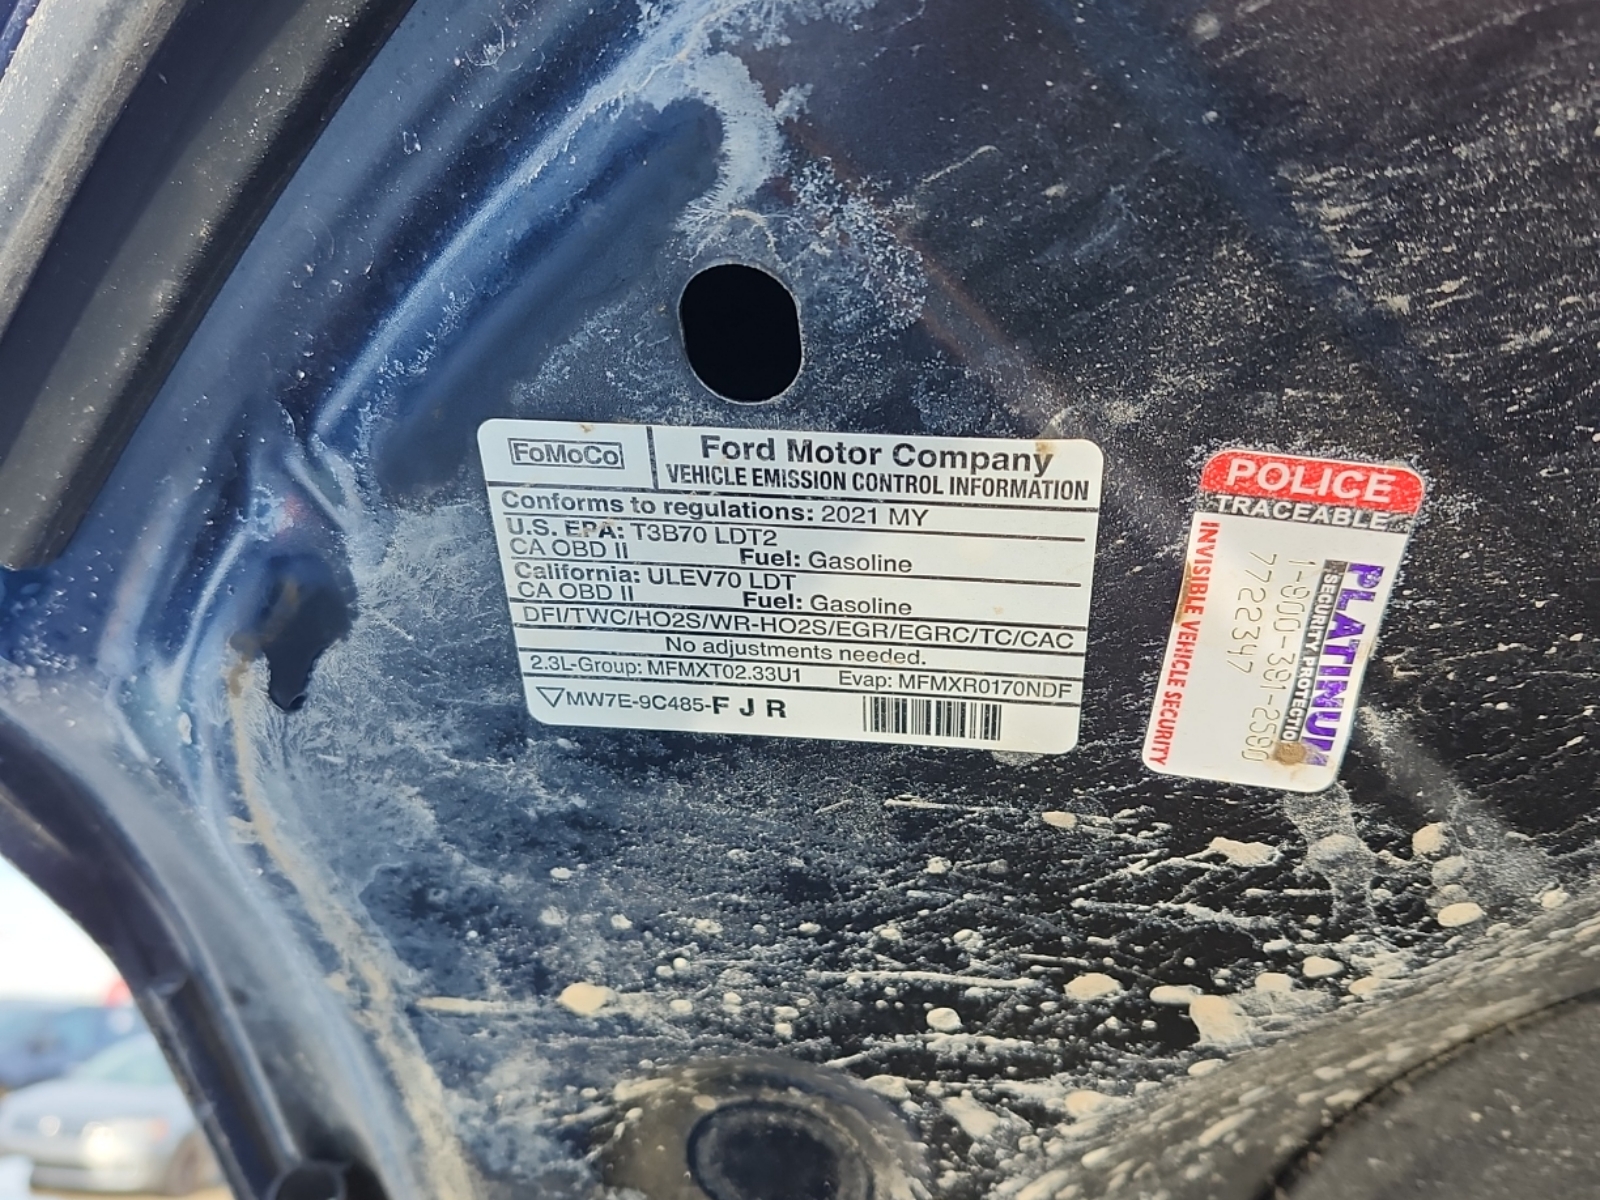 FoMoCo
Ford Motor Company
VEHICLE EMISSION CONTROL INFORMATION
Conforms to regulations: 2021 MY
U.S. EPA: T3B70 LDT2
CA OBD II Fuel: Gasoline
California: ULEV70 LDT
CA OBD II Fuel: Gasoline
DFI/TWC/HO2S/WR-HO2S/EGR/EGRC/TC/CAC
No adjustments needed.
2.3L-Group: MFMXT02.33U1 Evap: MFMXR0170NDF
MW7E-9C485-F J R
POLICE
TRACEABLE
PLATINUM
SECURITY PROTECTION
1-900-391-2590
7722347
INVISIBLE VEHICLE SECURITY